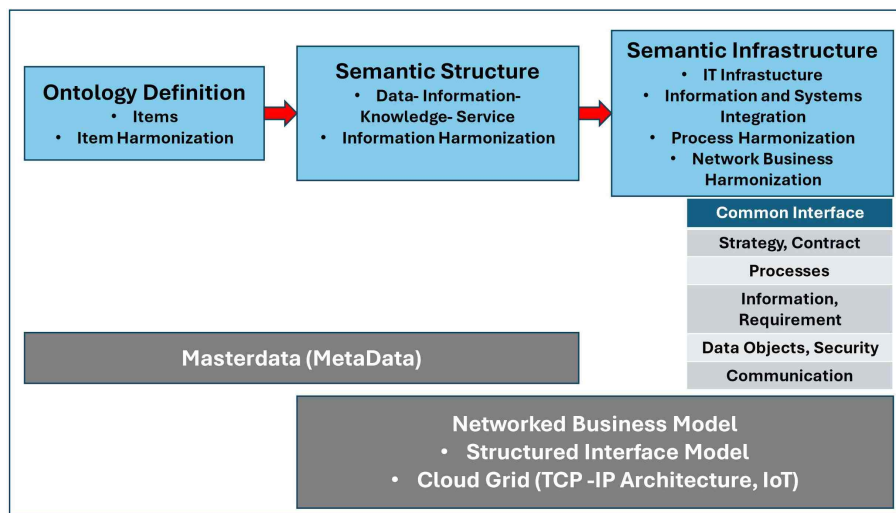 Ontology Definition
• Items
• Item Harmonization
Semantic Structure
• Data- Information-
Knowledge- Service
• Information Harmonization
Semantic Infrastructure
• IT Infrastucture
• Information and Systems
Integration
• Process Harmonization
• Network Business
Harmonization
Common Interface
Strategy, Contract
Processes
Information,
Requirement
Data Objects, Security
Communication
Masterdata (MetaData)
Networked Business Model
• Structured Interface Model
• Cloud Grid (TCP -IP Architecture, IoT)